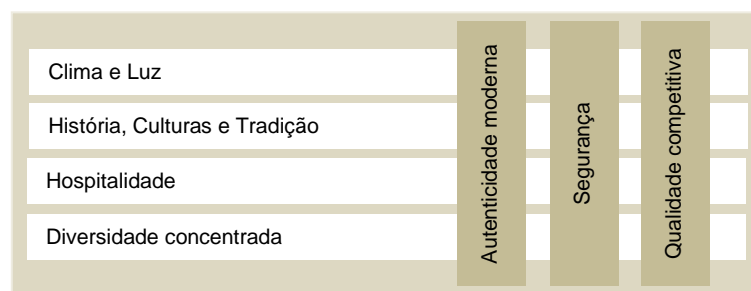 Clima e Luz
História, Culturas e Tradição
Hospitalidade
Diversidade concentrada
Autenticidade moderna
Segurança
Qualidade competitiva